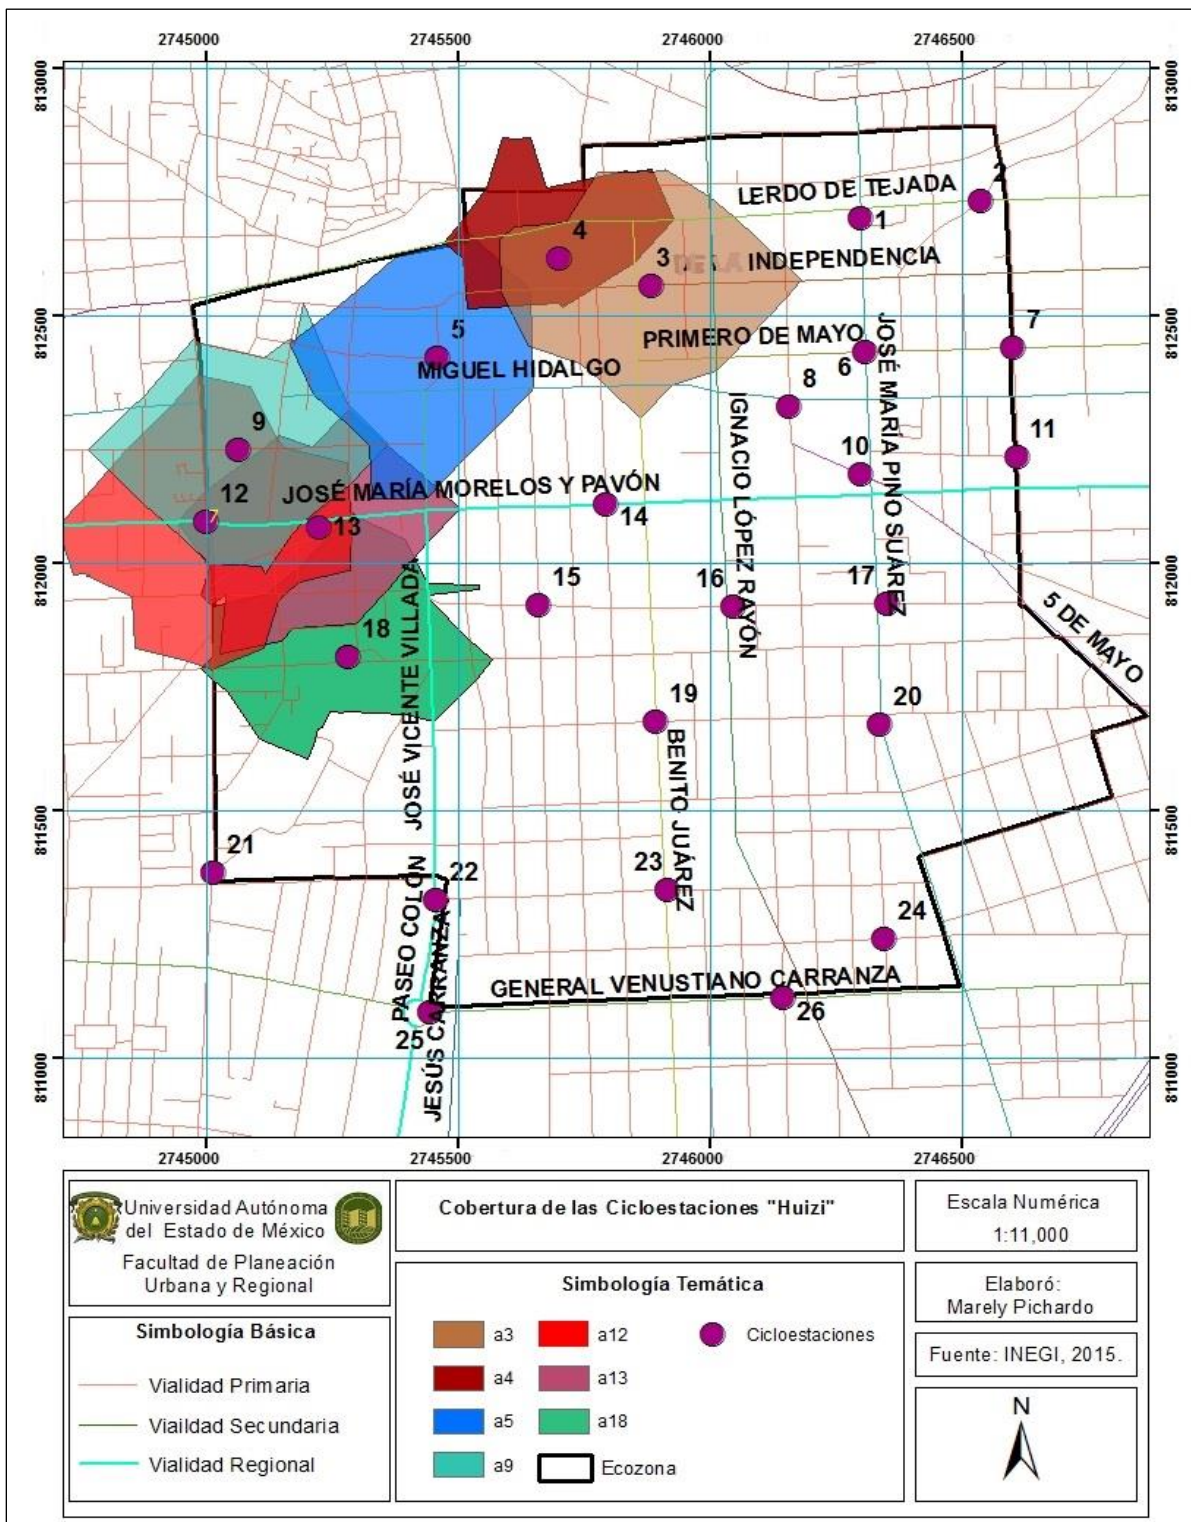 2745000 2745500 2746000 2746500
813000 813000
812500 812500
812000 812000
811500 811500
811000 811000
2
LERDO DE TEJADA
1
4
3
INDEPENDENCIA
7
5
PRIMERO DE MAYO
6
JOSÉ MARÍA PINO SUÁREZ
MIGUEL HIDALGO
8
IGNACIO LÓPEZ RAYÓN
9
10
11
12
7
JOSÉ MARÍA MORELOS Y PAVÓN
13
14
15
16
17
5 DE MAYO
18
JOSÉ VICENTE VILLADA
19
BENITO JUÁREZ
20
21
PASEO COLÓN
22
23
24
JESÚS CARRANZA
GENERAL VENUSTIANO CARRANZA
25
26
2745000 2745500 2746000 2746500
Universidad Autónoma
del Estado de México
Facultad de Planeación
Urbana y Regional
Cobertura de las Cicloestaciones "Huizi"
Escala Numérica
1:11,000
Simbología Básica
Vialidad Primaria
Viaildad Secundaria
Vialidad Regional
Simbología Temática
a3
a4
a5
a9
a12
a13
a18
Ecozona
Cicloestaciones
Elaboró:
Marely Pichardo
Fuente: INEGI, 2015.
N